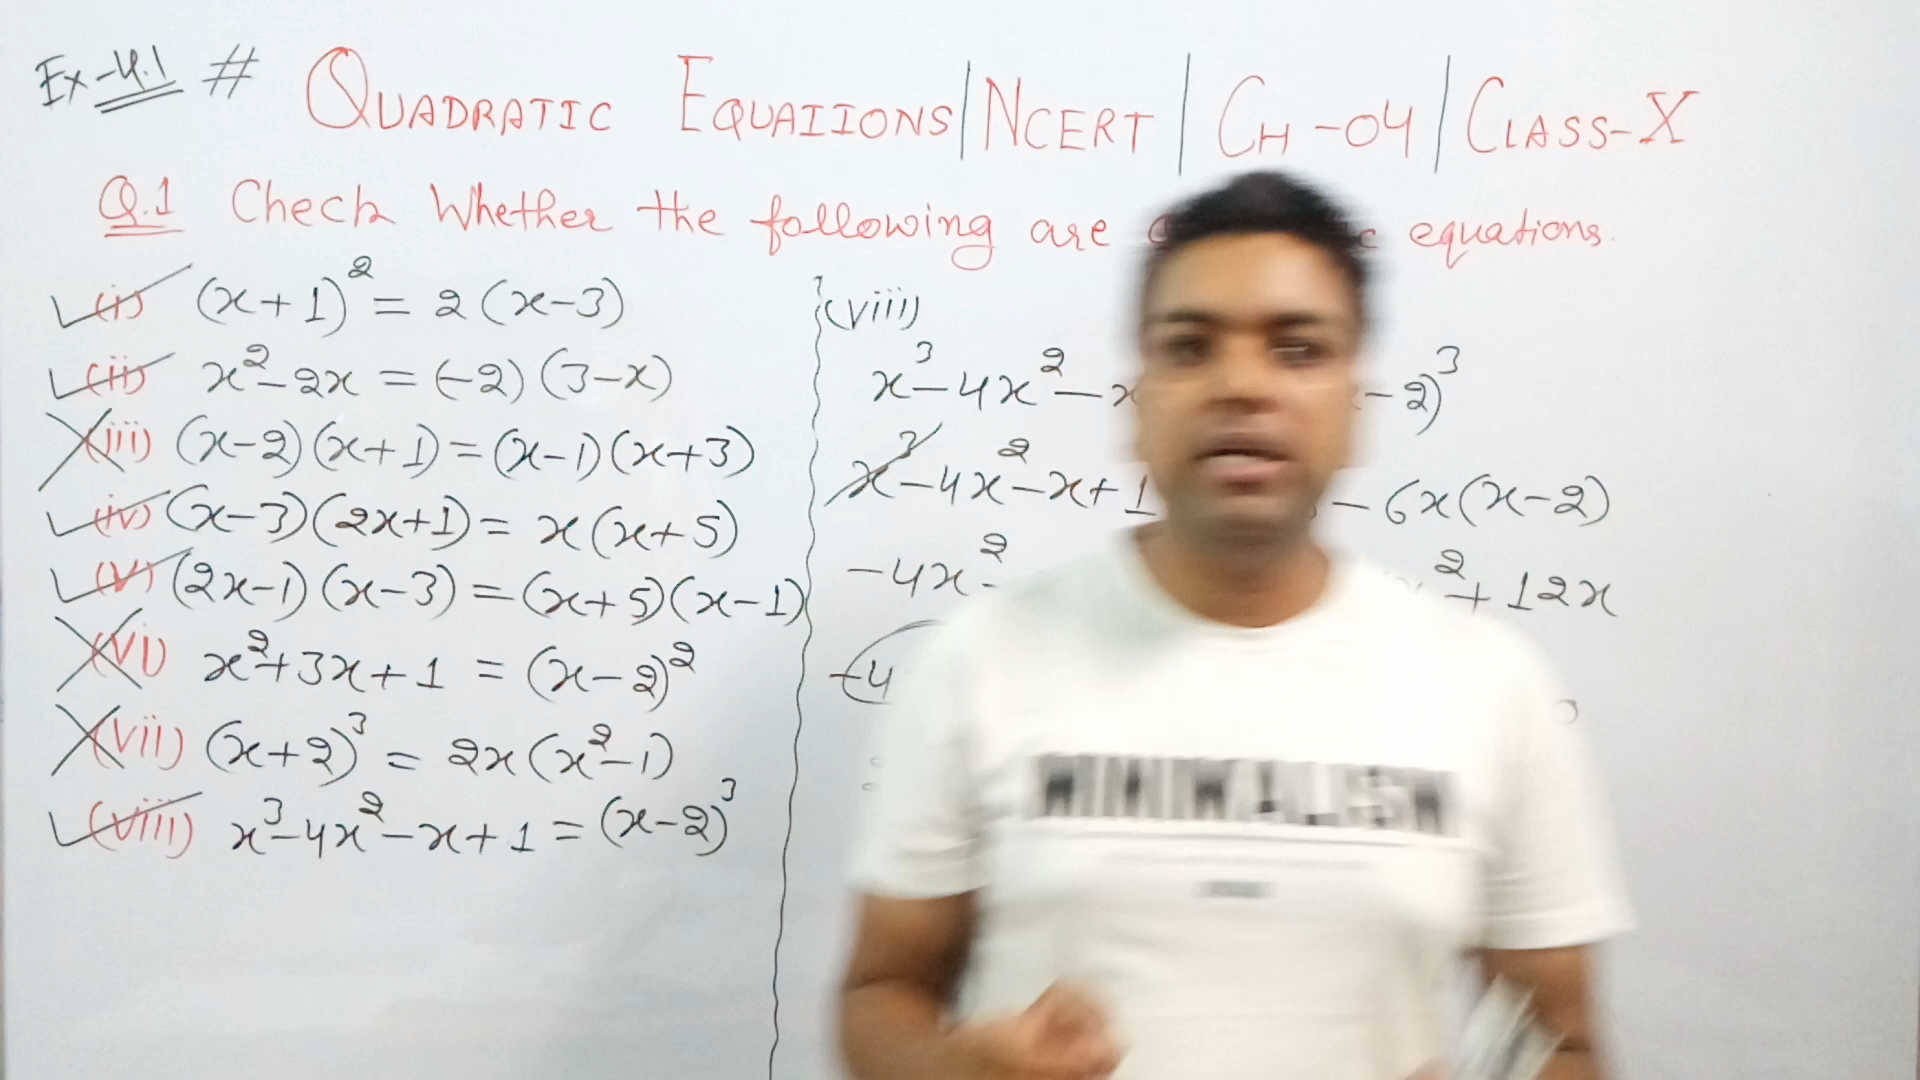 Ex-4.1 # QUADRATIC EQUAIIONS | NCERT | CH-04 | CLASS-X
Q.1 Check Whether the following are equations.
(i) (x+1)² = 2(x-3)
(ii) x²-2x = (-2)(3-x)
(iii) (x-2)(x+1)=(x-1)(x+3)
(iv) (x-3)(2x+1)= x(x+5)
(v) (2x-1)(x-3)=(x+5)(x-1)
(vi) x²+3x+1 = (x-2)²
(vii) (x+2)³ = 2x(x²-1)
(viii) x³-4x²-x+1 = (x-2)³
(viii)
x³-4x²-x -2)³
x³-4x²-x+1 -6x(x-2)
-4x²- ²+12x
-4
MINIMALISM